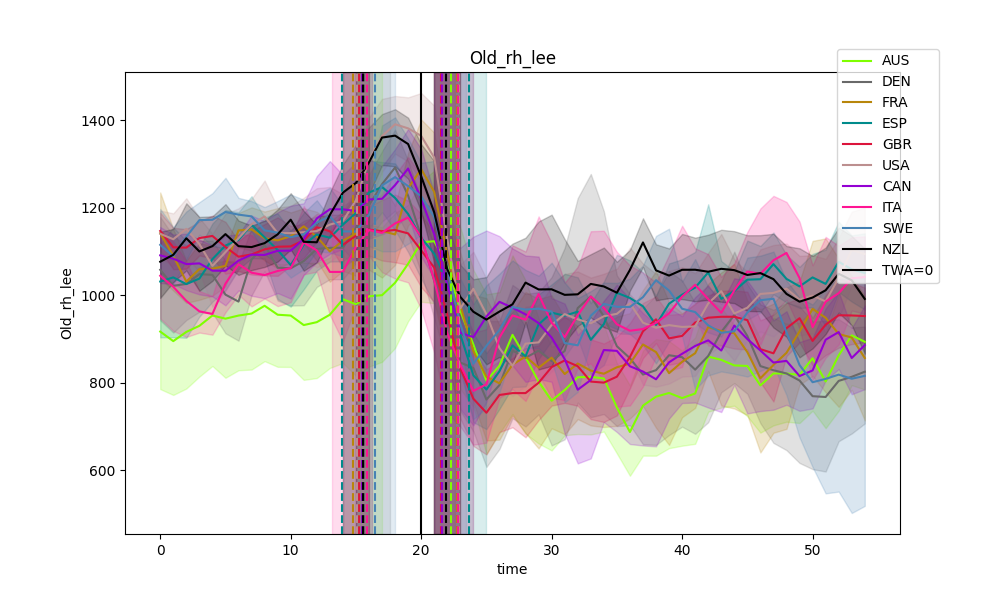 Old_rh_lee
AUS
DEN
FRA
ESP
GBR
USA
CAN
ITA
SWE
NZL
TWA=0
1400
1200
1000
800
600
Old_rh_lee
0 10 20 30 40 50
time